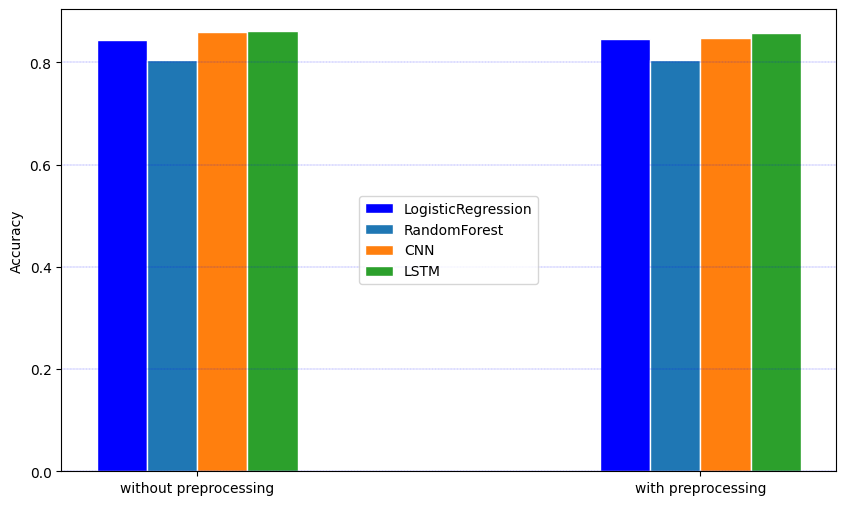 Accuracy
0.8
0.6
0.4
0.2
0.0
LogisticRegression
RandomForest
CNN
LSTM
without preprocessing
with preprocessing